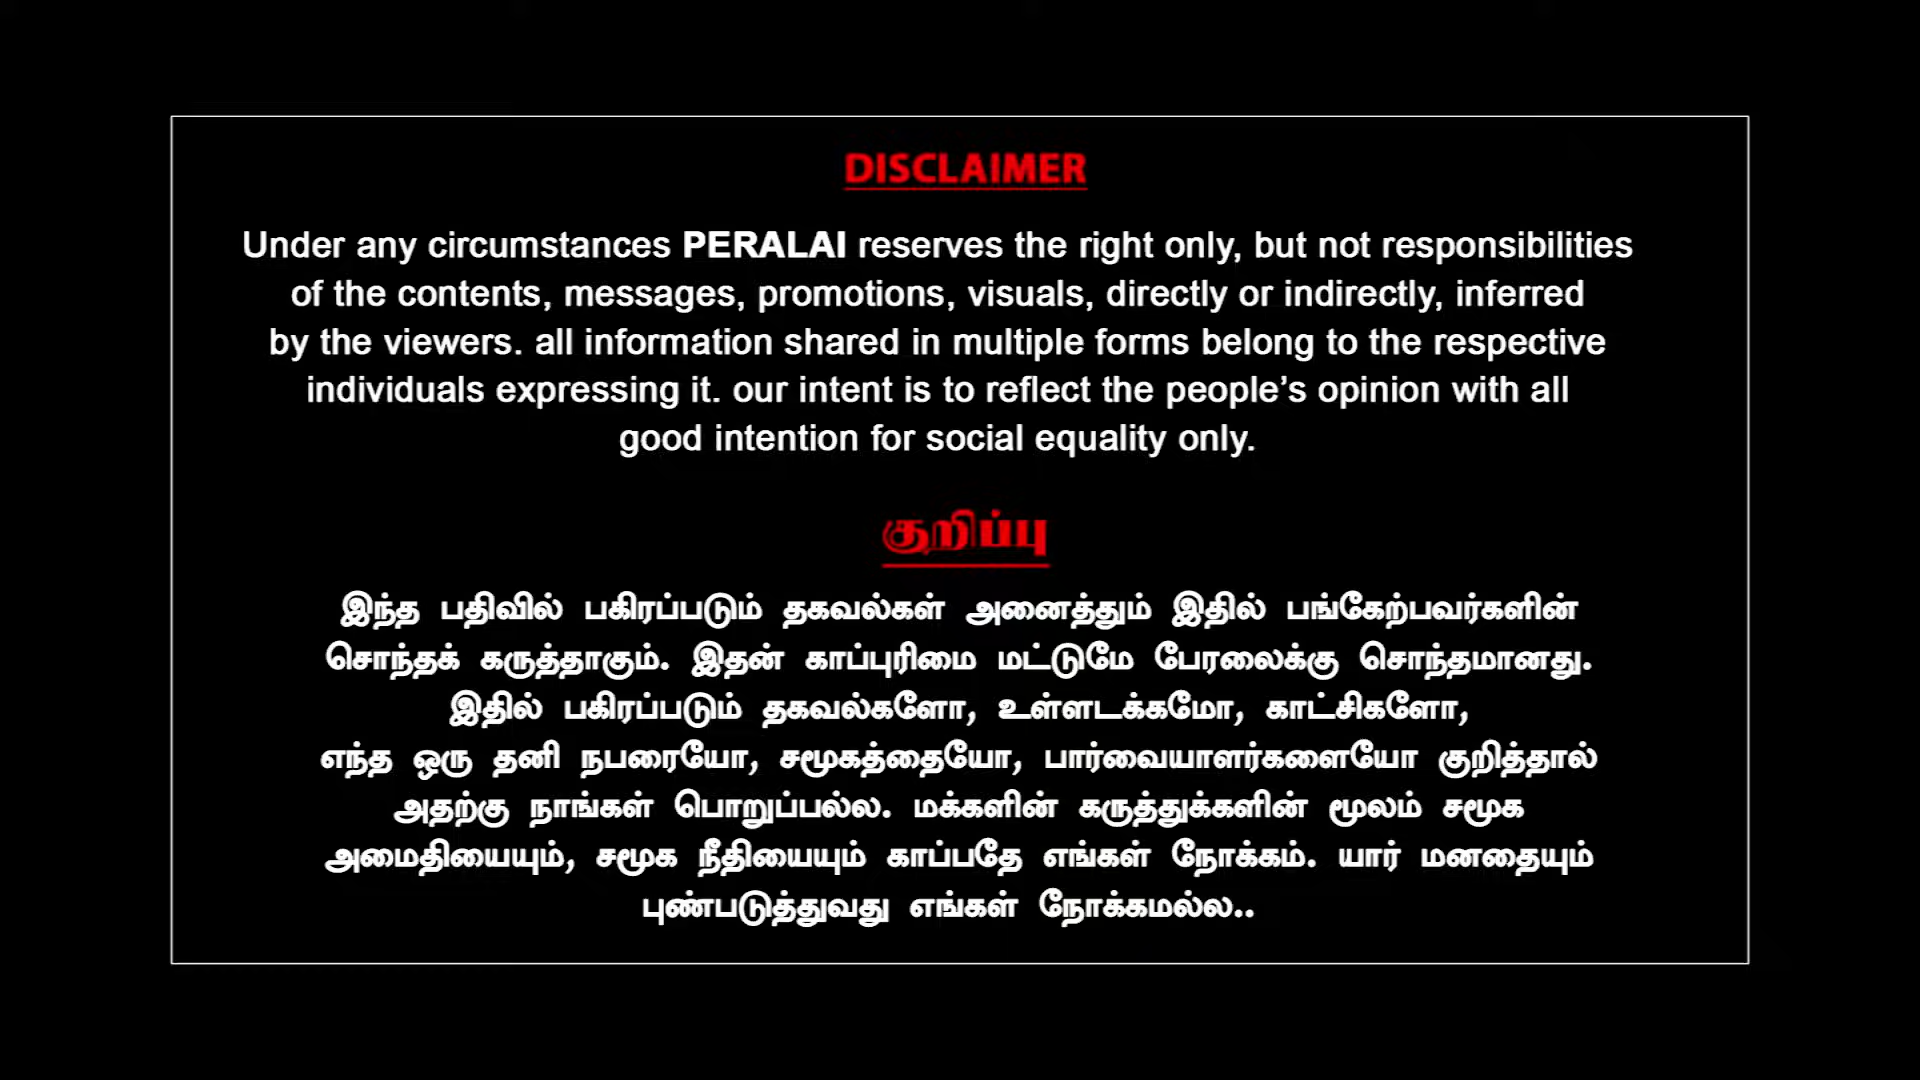 DISCLAIMER
Under any circumstances PERALAI reserves the right only, but not responsibilities
of the contents, messages, promotions, visuals, directly or indirectly, inferred
by the viewers. all information shared in multiple forms belong to the respective
individuals expressing it. our intent is to reflect the people’s opinion with all
good intention for social equality only.
குறிப்பு
இந்த பதிவில் பகிரப்படும் தகவல்கள் அனைத்தும் இதில் பங்கேற்பவர்களின்
சொந்தக் கருத்தாகும். இதன் காப்புரிமை மட்டுமே பேரலைக்கு சொந்தமானது.
இதில் பகிரப்படும் தகவல்களோ, உள்ளடக்கமோ, காட்சிகளோ,
எந்த ஒரு தனி நபரையோ, சமூகத்தையோ, பார்வையாளர்களையோ குறித்தால்
அதற்கு நாங்கள் பொறுப்பல்ல. மக்களின் கருத்துக்களின் மூலம் சமூக
அமைதியையும், சமூக நீதியையும் காப்பதே எங்கள் நோக்கம். யார் மனதையும்
புண்படுத்துவது எங்கள் நோக்கமல்ல..